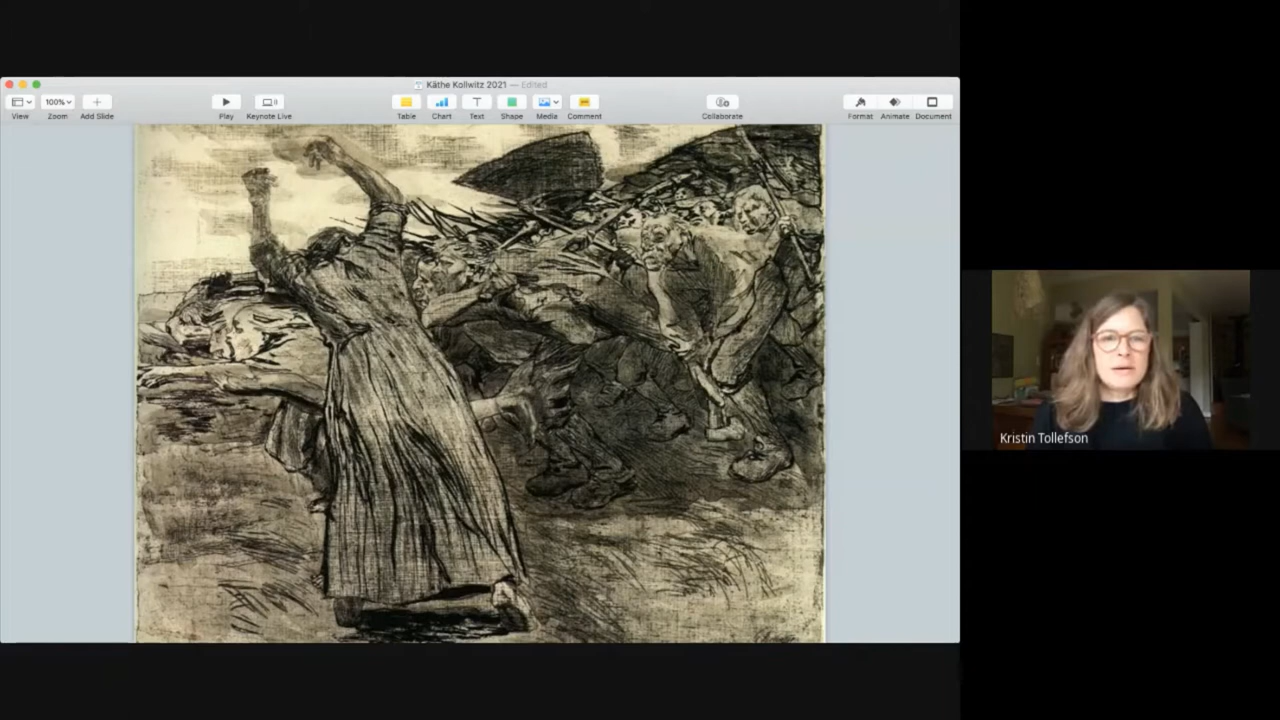 Käthe Kollwitz 2021 — Edited
100%
View Zoom Add Slide Play Keynote Live Table Chart Text Shape Media Comment Collaborate Format Animate Document
Kristin Tollefson